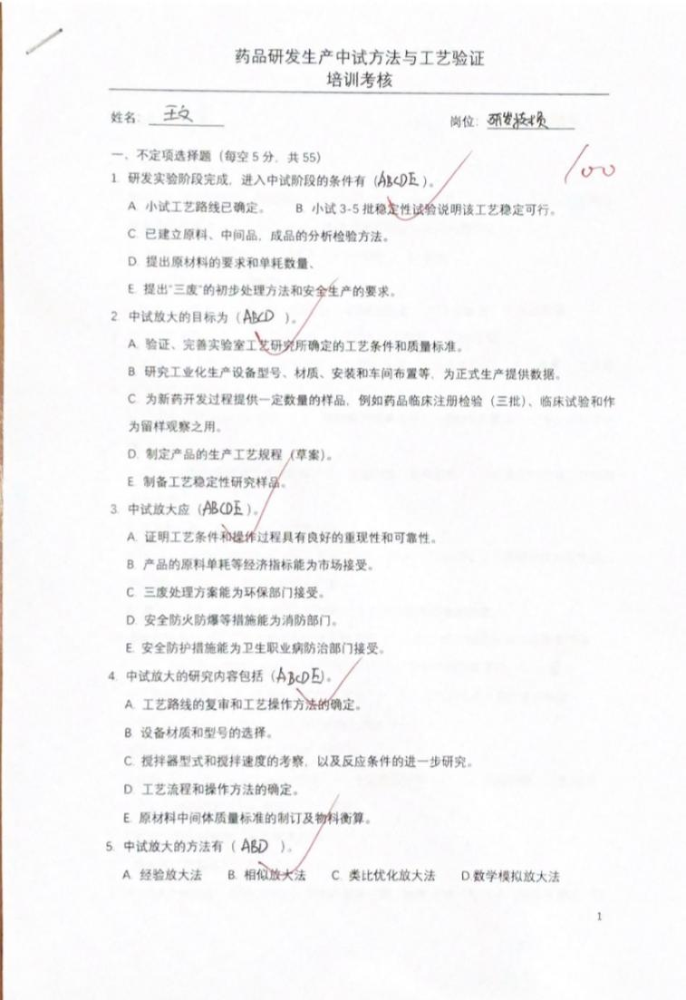 药品研发生产中试方法与工艺验证
培训考核
姓名: 王文 岗位: 研发技术员
100
一、不定项选择题（每空 5 分，共 55）
1. 研发实验阶段完成，进入中试阶段的条件有（ABCDE）。
A. 小试工艺路线已确定。 B. 小试 3-5 批稳定性试验说明该工艺稳定可行。
C. 已建立原料、中间品，成品的分析检验方法。
D. 提出原材料的要求和单耗数量、
E. 提出“三废”的初步处理方法和安全生产的要求。
2. 中试放大的目标为（ABCD ）。
A. 验证、完善实验室工艺研究所确定的工艺条件和质量标准。
B. 研究工业化生产设备型号、材质、安装和车间布置等，为正式生产提供数据。
C. 为新药开发过程提供一定数量的样品，例如药品临床注册检验（三批）、临床试验和作
为留样观察之用。
D. 制定产品的生产工艺规程（草案）。
E. 制备工艺稳定性研究样品。
3. 中试放大应（ABCDE）。
A. 证明工艺条件和操作过程具有良好的重现性和可靠性。
B. 产品的原料单耗等经济指标能为市场接受。
C. 三废处理方案能为环保部门接受。
D. 安全防火防爆等措施能为消防部门。
E. 安全防护措施能为卫生职业病防治部门接受。
4. 中试放大的研究内容包括（ABCDE）。
A. 工艺路线的复审和工艺操作方法的确定。
B. 设备材质和型号的选择。
C. 搅拌器型式和搅拌速度的考察，以及反应条件的进一步研究。
D. 工艺流程和操作方法的确定。
E. 原材料中间体质量标准的制订及物料衡算。
5. 中试放大的方法有（ ABD ）。
A. 经验放大法 B. 相似放大法 C. 类比优化放大法 D.数学模拟放大法
1